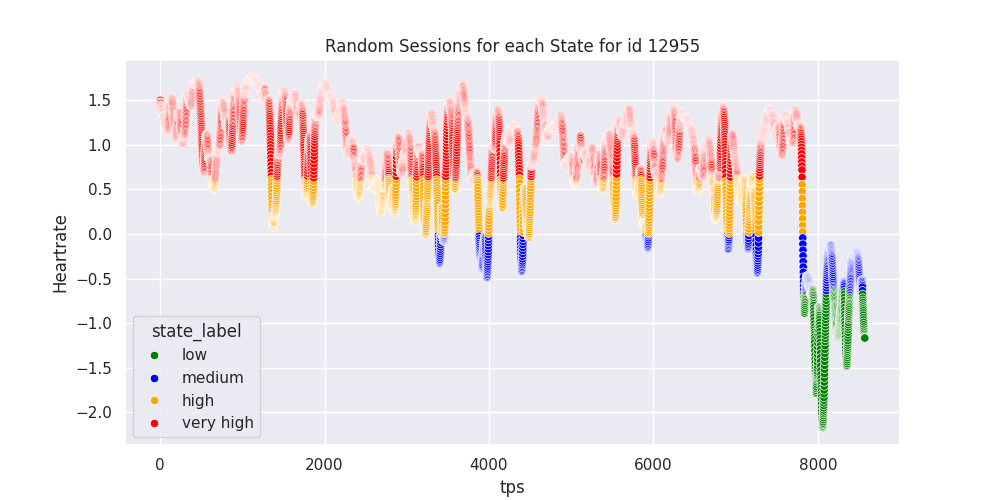 Random Sessions for each State for id 12955
Heartrate
1.5
1.0
0.5
0.0
−0.5
−1.0
−1.5
−2.0
state_label
low
medium
high
very high
0 2000 4000 6000 8000
tps